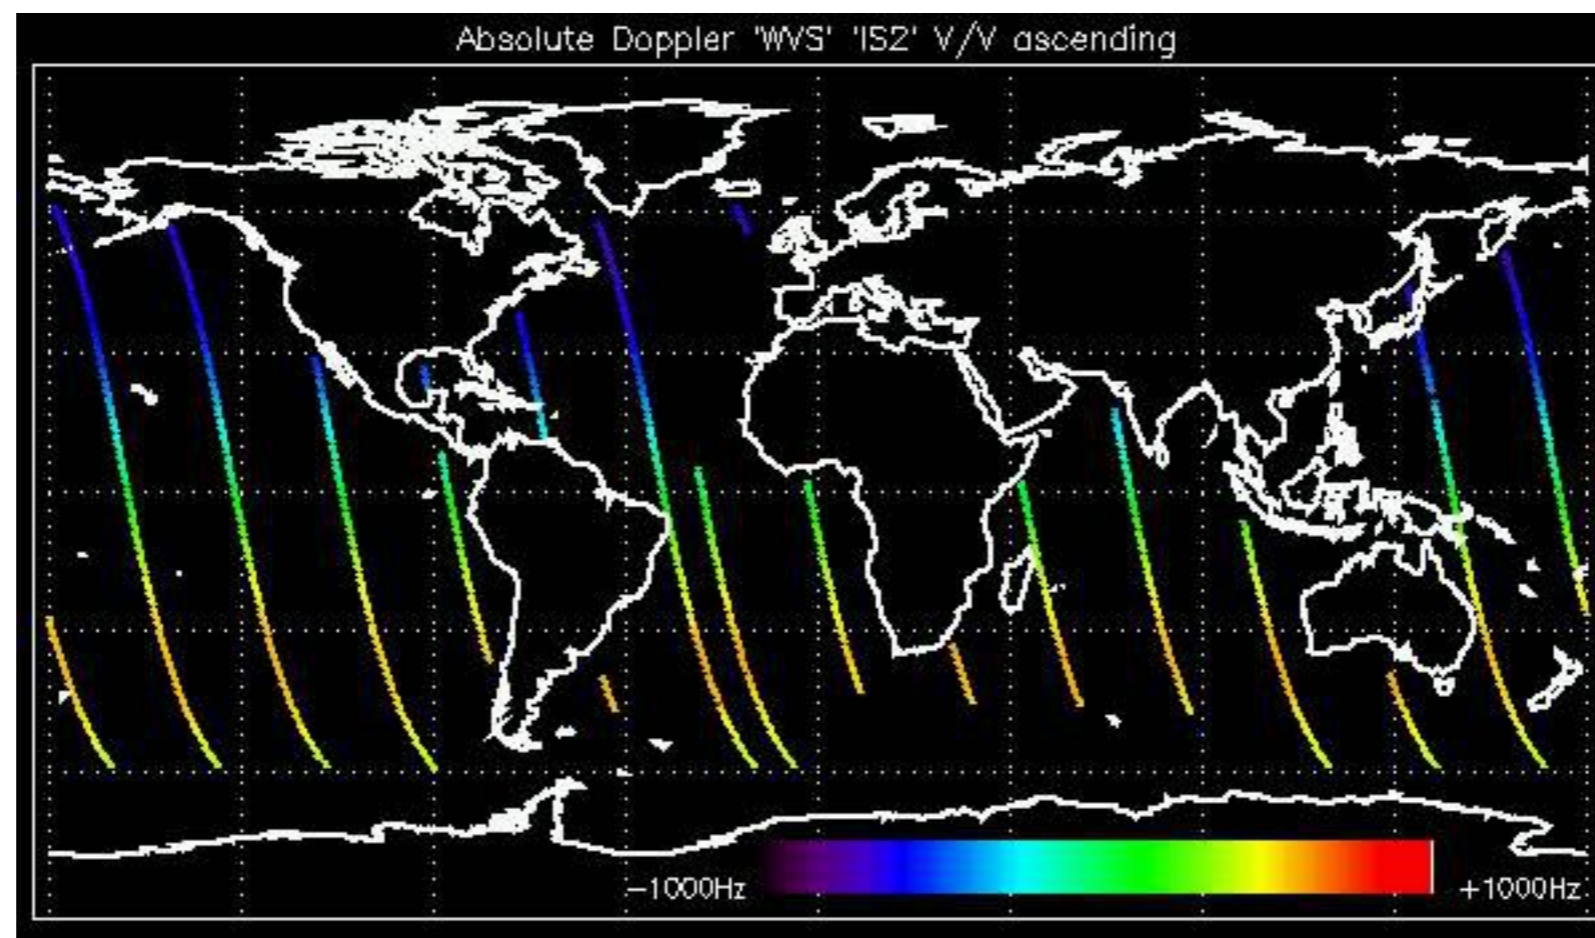 Absolute Doppler 'WVS' 'IS2' V/V ascending
-1000Hz
+1000Hz